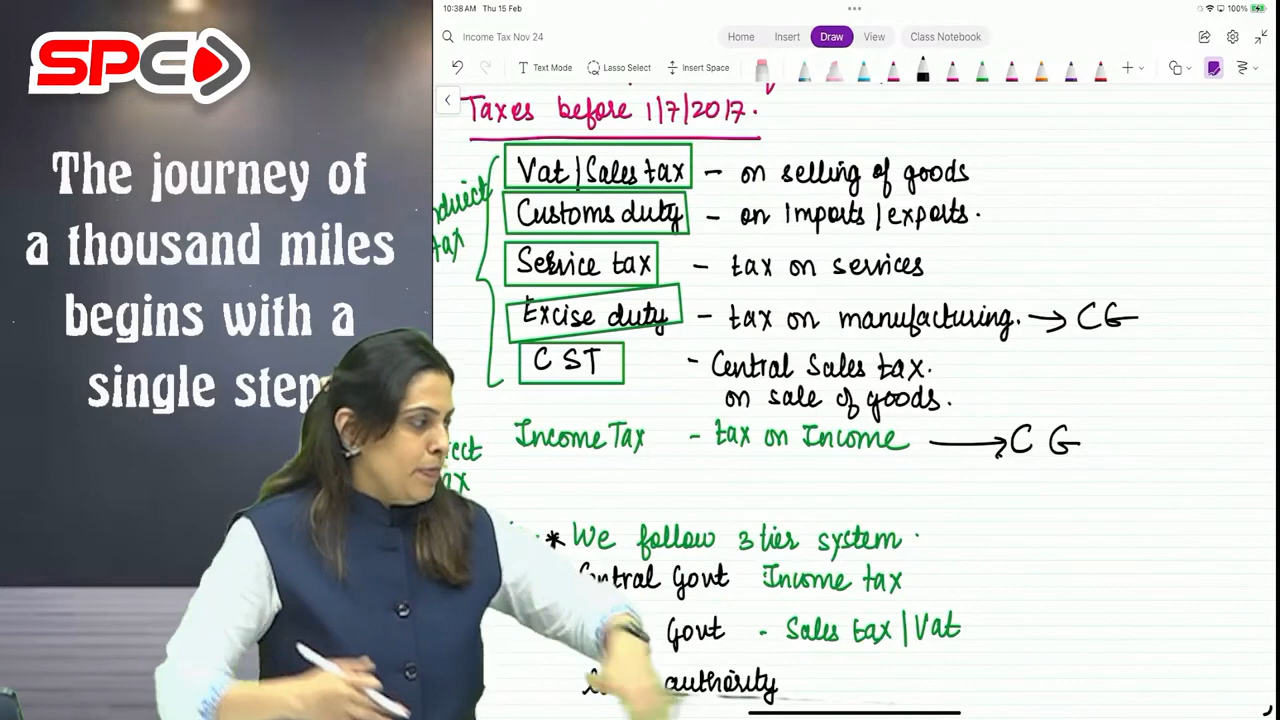 SPC
The journey of
a thousand miles
begins with a
single step
10:38 AM Thu 15 Feb
100%
Income Tax Nov 24
Home Insert Draw View Class Notebook
Text Mode Lasso Select Insert Space
Taxes before 1/7/2017.
Vat | Sales tax - on selling of goods
Customs duty - on Imports / exports.
tax
Service tax - tax on services
Excise duty - tax on manufacturing. → CG
CST - Central Sales tax.
on sale of goods.
Income Tax - tax on Income → CG
* We follow 3 tier system.
Govt Income tax
Govt - Sales tax | Vat
authority